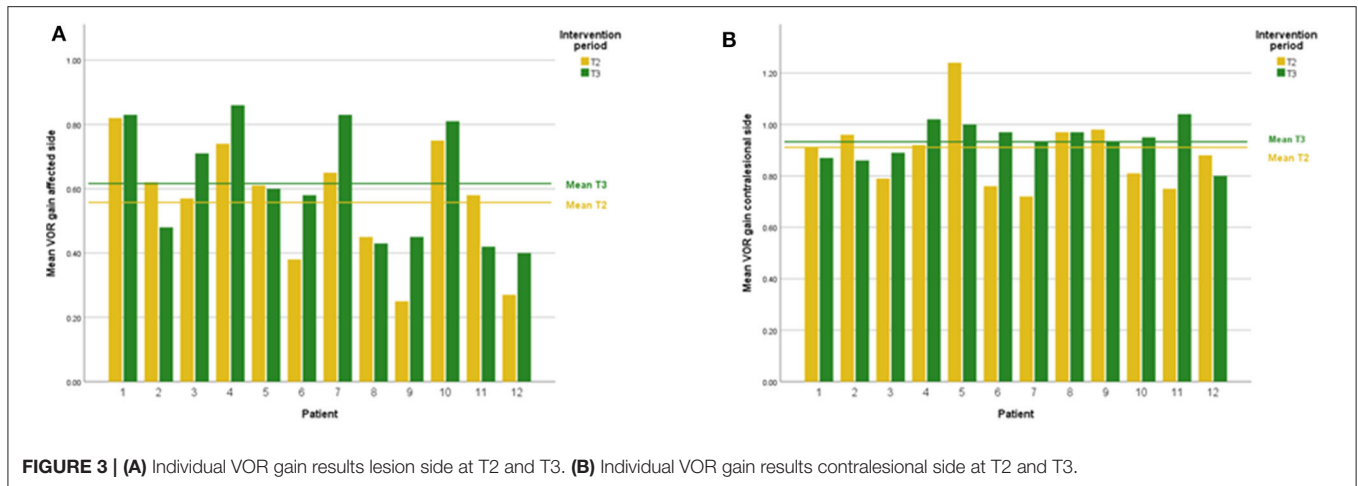 A
Intervention
period
T2
T3
1.00
0.80
0.60
0.40
0.20
0.00
Mean VOR gain affected side
Mean T3
Mean T2
1 2 3 4 5 6 7 8 9 10 11 12
Patient
B
Intervention
period
T2
T3
1.20
1.00
0.80
0.60
0.40
0.20
0.00
Mean VOR gain contralesional side
Mean T3
Mean T2
1 2 3 4 5 6 7 8 9 10 11 12
Patient
FIGURE 3 | (A) Individual VOR gain results lesion side at T2 and T3. (B) Individual VOR gain results contralesional side at T2 and T3.